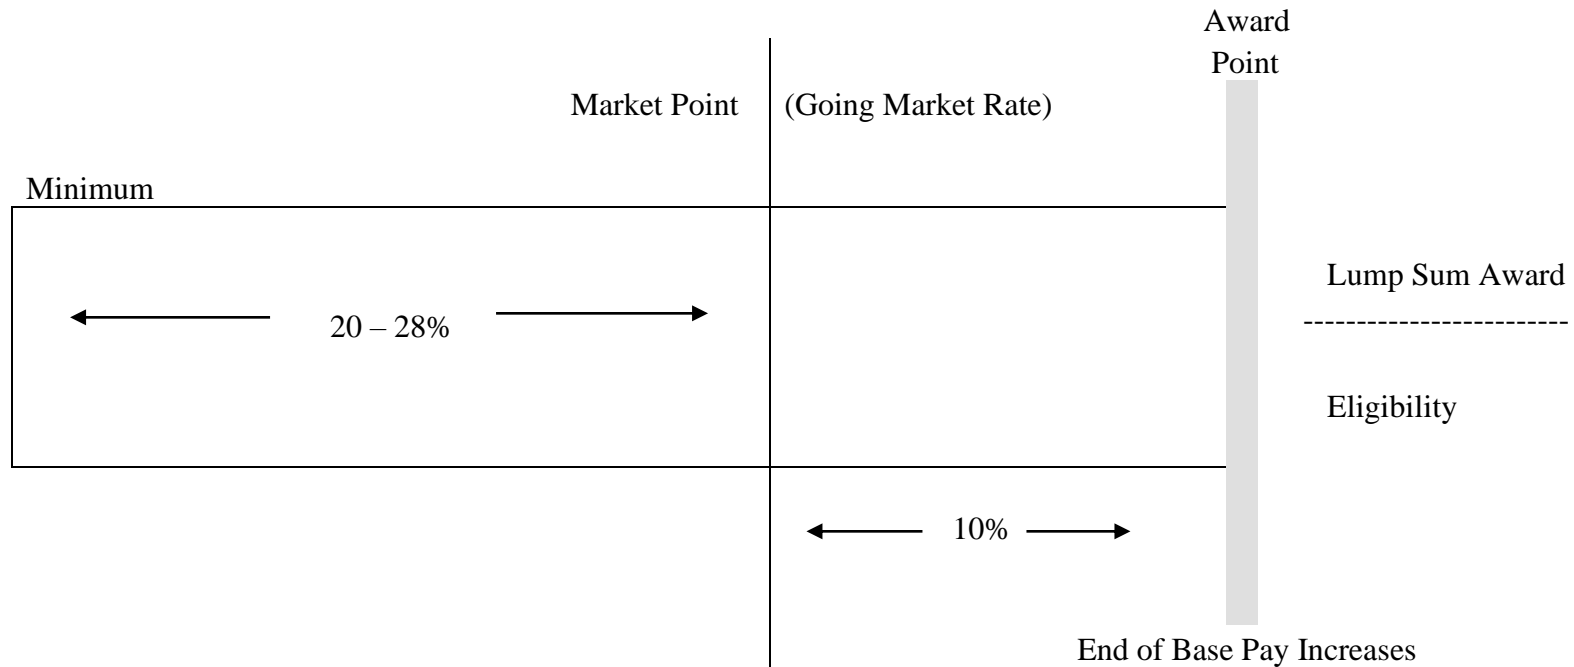 Award
Point
Market Point (Going Market Rate)
Minimum
Lump Sum Award
20 – 28%
-------------------------
Eligibility
10%
End of Base Pay Increases